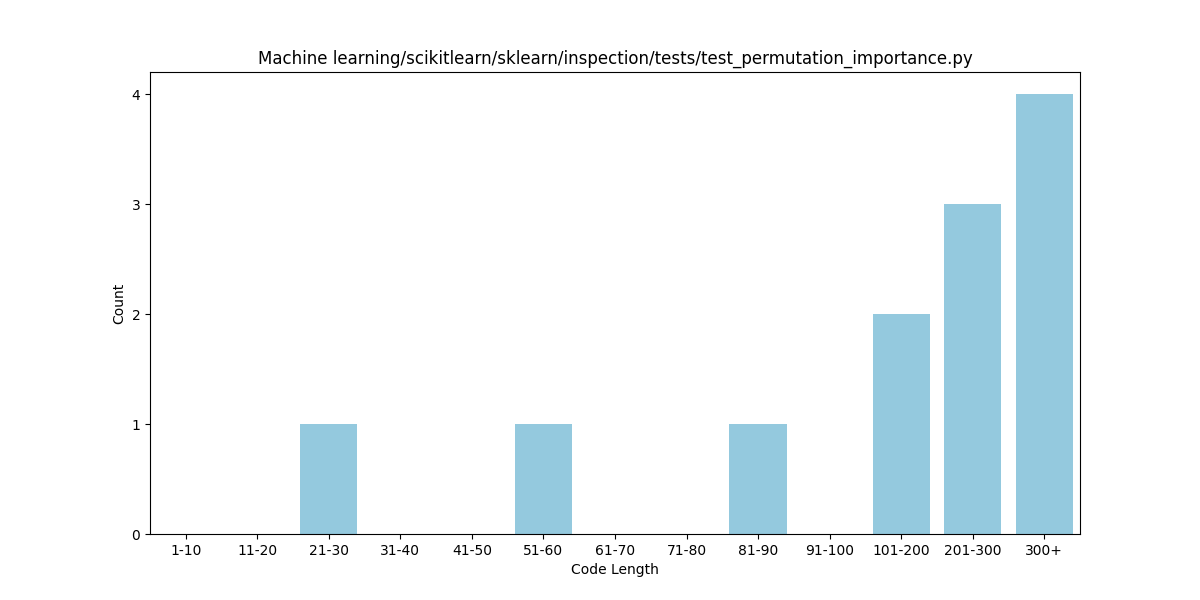 Machine learning/scikitlearn/sklearn/inspection/tests/test_permutation_importance.py
Count
4
3
2
1
0
1-10 11-20 21-30 31-40 41-50 51-60 61-70 71-80 81-90 91-100 101-200 201-300 300+
Code Length